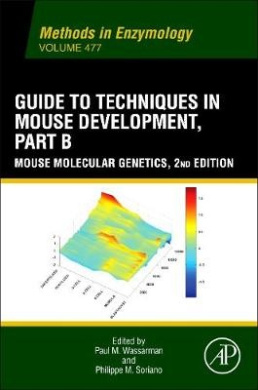 Methods in Enzymology
VOLUME 477
GUIDE TO TECHNIQUES IN
MOUSE DEVELOPMENT,
PART B
MOUSE MOLECULAR GENETICS, 2ND EDITION
Edited by
Paul M. Wassarman
and
Philippe M. Soriano
AP